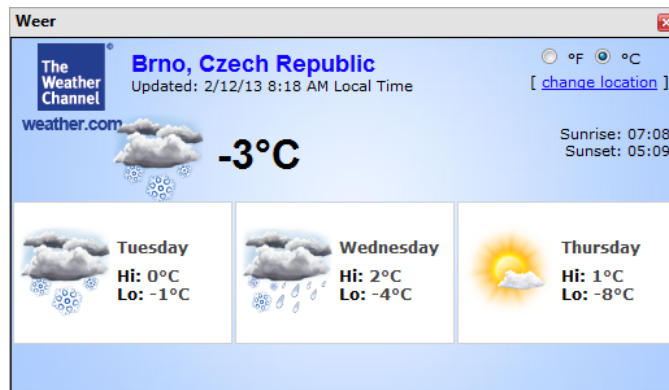 Weer
The
Weather
Channel
weather.com
Brno, Czech Republic
Updated: 2/12/13 8:18 AM Local Time
°F °C
[ change location ]
-3°C
Sunrise: 07:08
Sunset: 05:09
Tuesday
Hi: 0°C
Lo: -1°C
Wednesday
Hi: 2°C
Lo: -4°C
Thursday
Hi: 1°C
Lo: -8°C